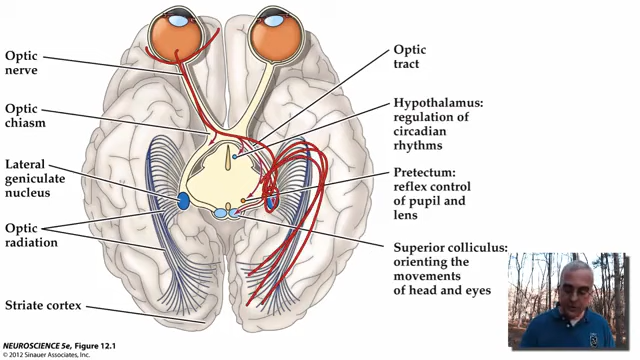 Optic
nerve
Optic
chiasm
Lateral
geniculate
nucleus
Optic
radiation
Striate cortex
Optic
tract
Hypothalamus:
regulation of
circadian
rhythms
Pretectum:
reflex control
of pupil and
lens
Superior colliculus:
orienting the
movements
of head and eyes
NEUROSCIENCE 5e, Figure 12.1
© 2012 Sinauer Associates, Inc.